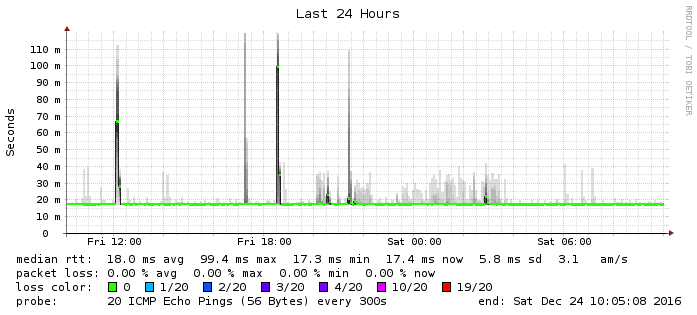 Last 24 Hours
RRDTOOL / TOBI OETIKER
Seconds
110 m
100 m
90 m
80 m
70 m
60 m
50 m
40 m
30 m
20 m
10 m
0
Fri 12:00 Fri 18:00 Sat 00:00 Sat 06:00
median rtt: 18.0 ms avg 99.4 ms max 17.3 ms min 17.4 ms now 5.8 ms sd 3.1 am/s
packet loss: 0.00 % avg 0.00 % max 0.00 % min 0.00 % now
loss color: 0 1/20 2/20 3/20 4/20 10/20 19/20
probe: 20 ICMP Echo Pings (56 Bytes) every 300s end: Sat Dec 24 10:05:08 2016